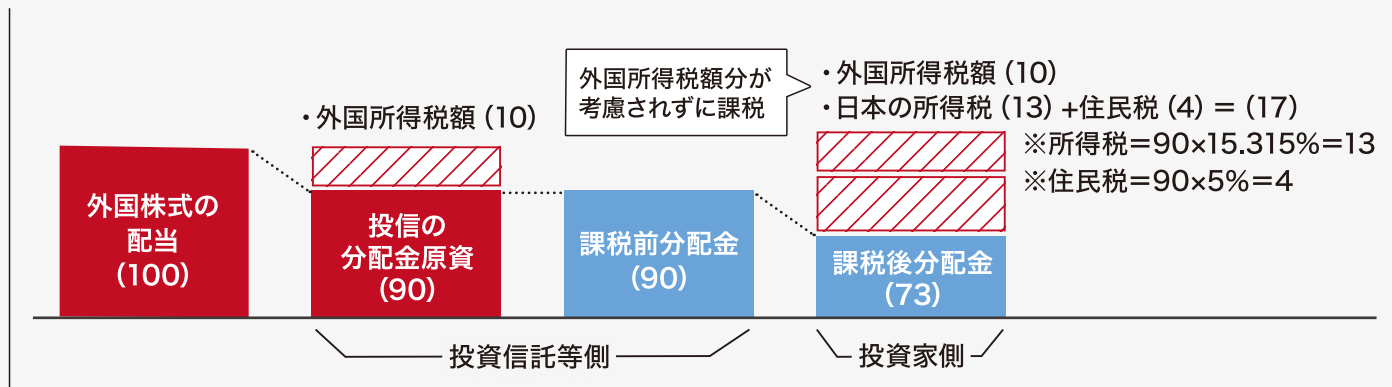 外国株式の
配当
(100)
・外国所得税額(10)
投信の
分配金原資
(90)
外国所得税額分が
考慮されずに課税
課税前分配金
(90)
・外国所得税額(10)
・日本の所得税(13)+住民税(4)=(17)
※所得税=90×15.315%=13
※住民税=90×5%=4
課税後分配金
(73)
投資信託等側
投資家側